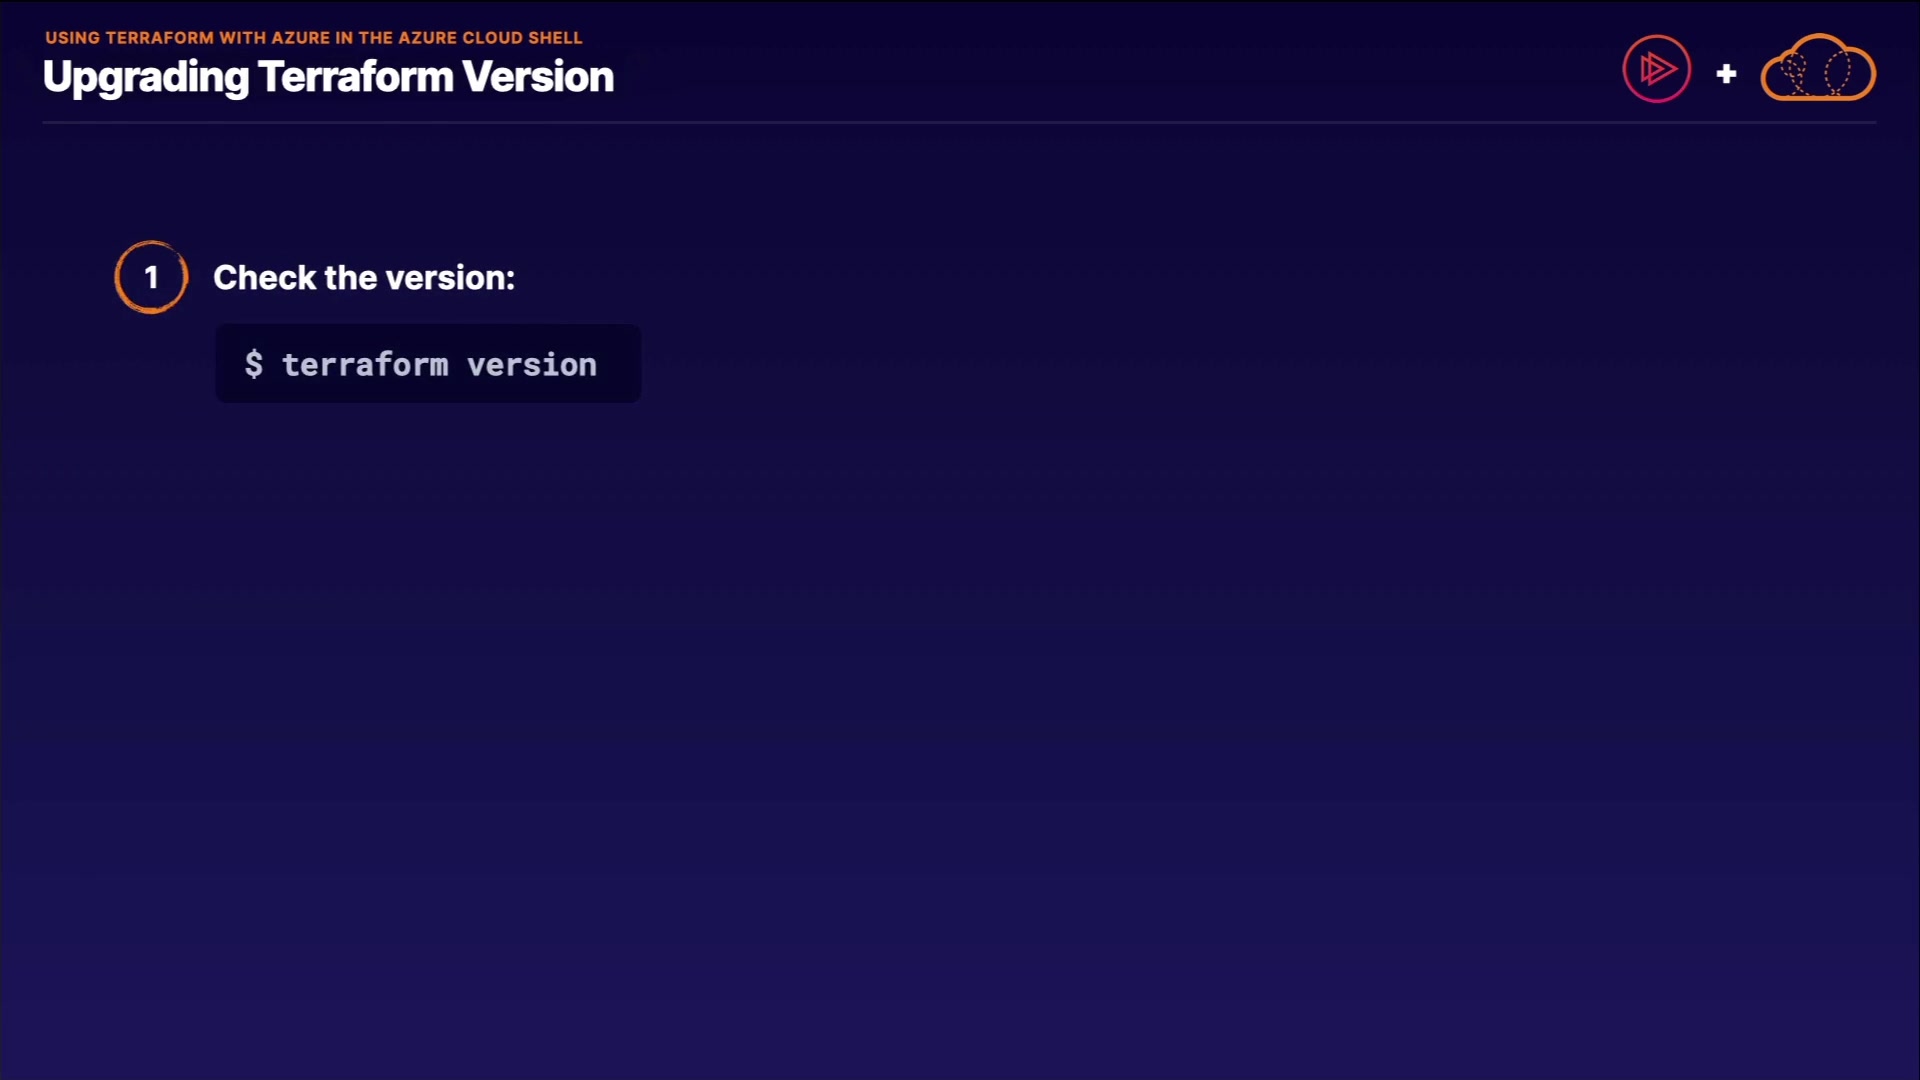 USING TERRAFORM WITH AZURE IN THE AZURE CLOUD SHELL
Upgrading Terraform Version
+
1 Check the version:
$ terraform version